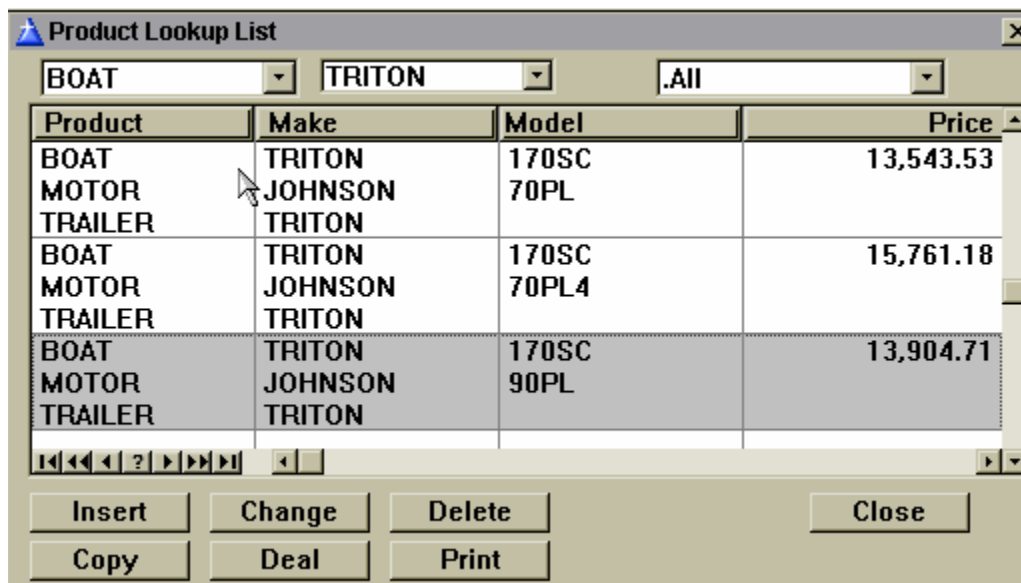 Product Lookup List
BOAT TRITON .All
Product Make Model Price
BOAT TRITON 170SC 13,543.53
MOTOR JOHNSON 70PL
TRAILER TRITON
BOAT TRITON 170SC 15,761.18
MOTOR JOHNSON 70PL4
TRAILER TRITON
BOAT TRITON 170SC 13,904.71
MOTOR JOHNSON 90PL
TRAILER TRITON
?
Insert Change Delete Close
Copy Deal Print